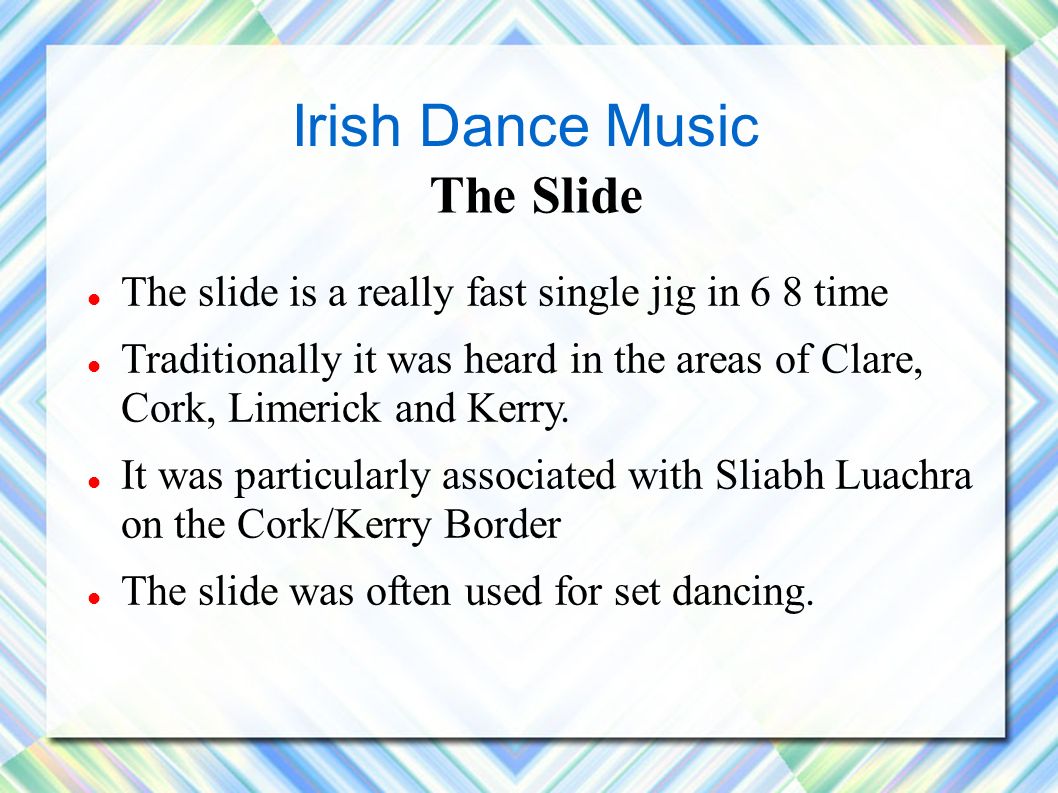 Irish Dance Music
The Slide
The slide is a really fast single jig in 6 8 time
Traditionally it was heard in the areas of Clare,
Cork, Limerick and Kerry.
It was particularly associated with Sliabh Luachra
on the Cork/Kerry Border
The slide was often used for set dancing.